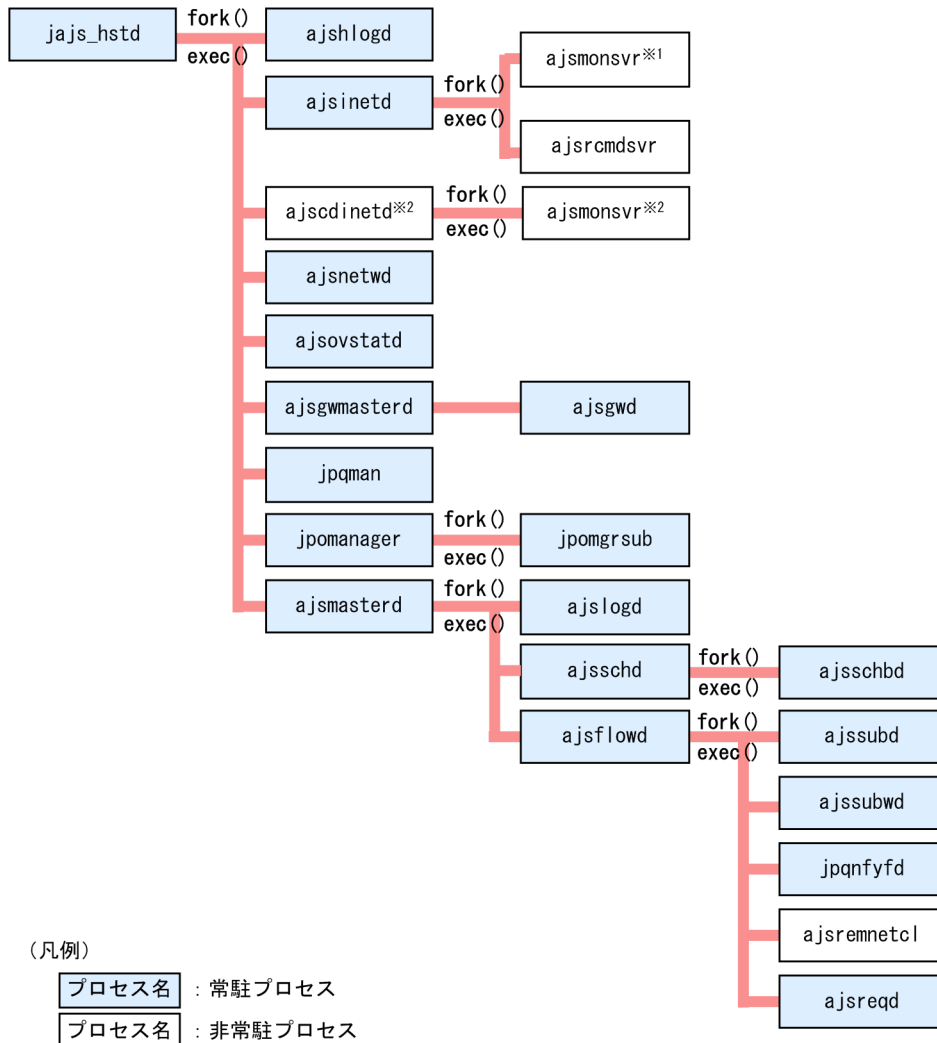 jajs_hstd
fork()
exec()
ajshlogd
ajsinetd
fork()
exec()
ajsmonsvr※1
ajsrcmdsvr
ajscdinetd※2
fork()
exec()
ajsmonsvr※2
ajsnetwd
ajsovstatd
ajsgwmasterd
ajsgwd
jpqman
jpomanager
fork()
exec()
jpomgrsub
ajsmasterd
fork()
exec()
ajslogd
ajsschd
fork()
exec()
ajsschbd
ajsflowd
fork()
exec()
ajssubd
ajssubwd
jpqnfyfd
ajsremnetcl
ajsreqd
（凡例）
プロセス名 ：常駐プロセス
プロセス名 ：非常駐プロセス